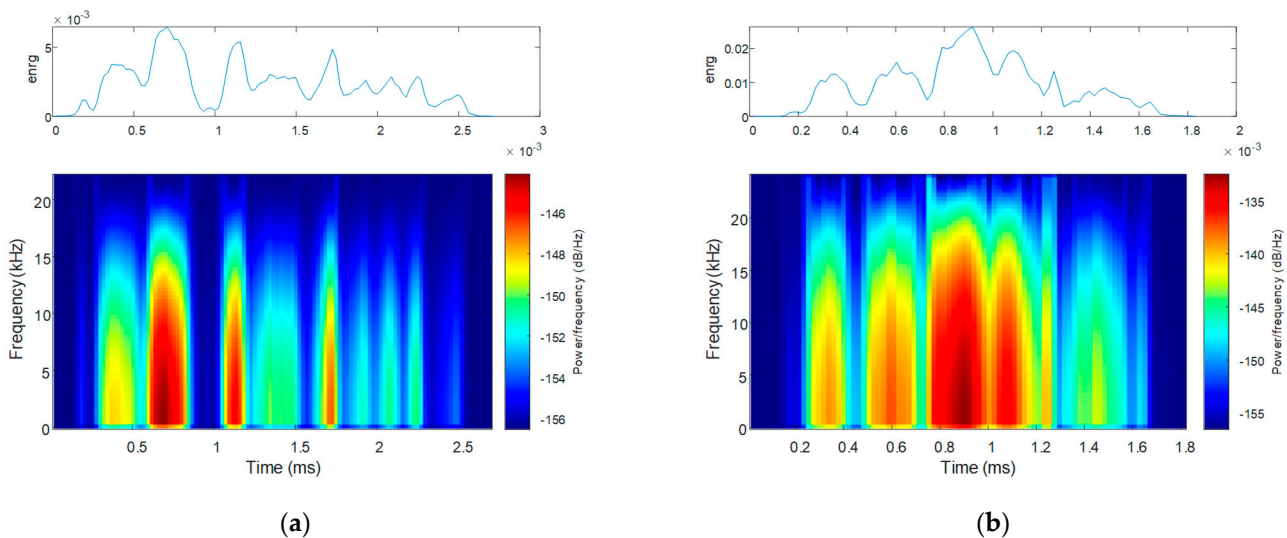 × 10-3
5
0
enrg
0 0.5 1 1.5 2 2.5 3
× 10-3
20
15
10
5
0
Frequency (kHz)
0.5 1 1.5 2 2.5
Time (ms)
-146
-148
-150
-152
-154
-156
Power/frequency (dB/Hz)
(a)
0.02
0.01
0
enrg
0 0.2 0.4 0.6 0.8 1 1.2 1.4 1.6 1.8 2
× 10-3
20
15
10
5
0
Frequency (kHz)
0.2 0.4 0.6 0.8 1 1.2 1.4 1.6 1.8
Time (ms)
-135
-140
-145
-150
-155
Power/frequency (dB/Hz)
(b)